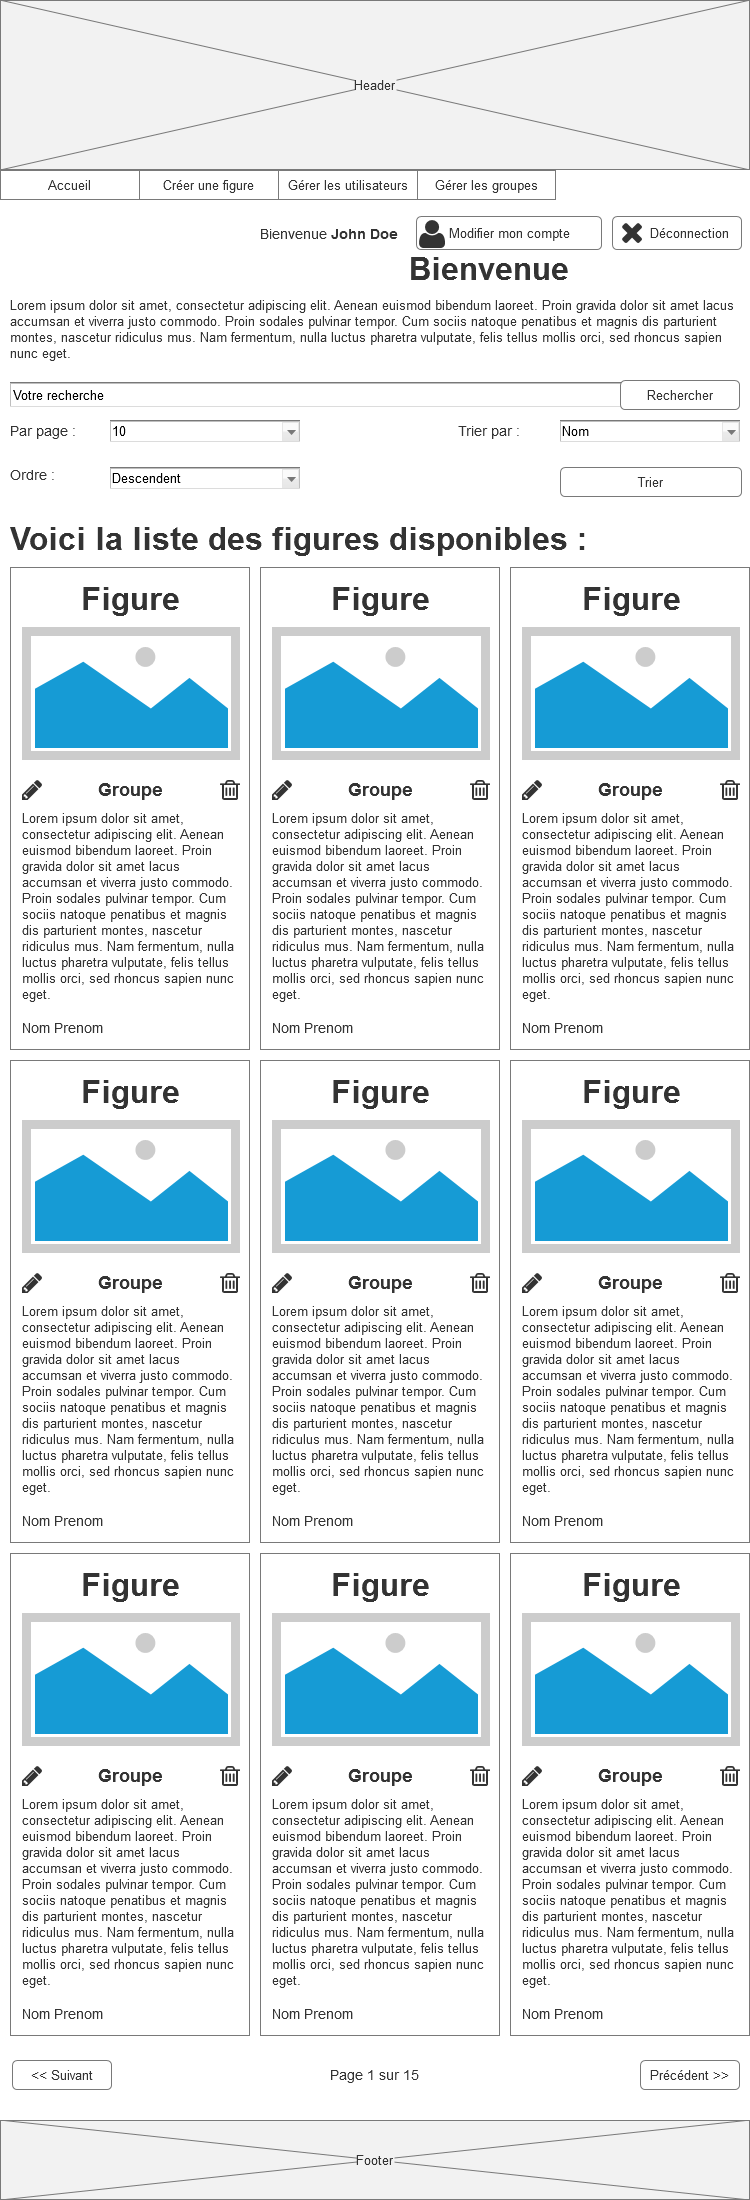 Header
Accueil Créer une figure Gérer les utilisateurs Gérer les groupes
Bienvenue John Doe Modifier mon compte Déconnection
Bienvenue
Lorem ipsum dolor sit amet, consectetur adipiscing elit. Aenean euismod bibendum laoreet. Proin gravida dolor sit amet lacus
accumsan et viverra justo commodo. Proin sodales pulvinar tempor. Cum sociis natoque penatibus et magnis dis parturient
montes, nascetur ridiculus mus. Nam fermentum, nulla luctus pharetra vulputate, felis tellus mollis orci, sed rhoncus sapien
nunc eget.
Votre recherche Rechercher
Par page : 10 Trier par : Nom
Ordre : Descendent Trier
Voici la liste des figures disponibles :
Figure
Groupe
Lorem ipsum dolor sit amet,
consectetur adipiscing elit. Aenean
euismod bibendum laoreet. Proin
gravida dolor sit amet lacus
accumsan et viverra justo commodo.
Proin sodales pulvinar tempor. Cum
sociis natoque penatibus et magnis
dis parturient montes, nascetur
ridiculus mus. Nam fermentum, nulla
luctus pharetra vulputate, felis tellus
mollis orci, sed rhoncus sapien nunc
eget.
Nom Prenom
Figure
Groupe
Lorem ipsum dolor sit amet,
consectetur adipiscing elit. Aenean
euismod bibendum laoreet. Proin
gravida dolor sit amet lacus
accumsan et viverra justo commodo.
Proin sodales pulvinar tempor. Cum
sociis natoque penatibus et magnis
dis parturient montes, nascetur
ridiculus mus. Nam fermentum, nulla
luctus pharetra vulputate, felis tellus
mollis orci, sed rhoncus sapien nunc
eget.
Nom Prenom
Figure
Groupe
Lorem ipsum dolor sit amet,
consectetur adipiscing elit. Aenean
euismod bibendum laoreet. Proin
gravida dolor sit amet lacus
accumsan et viverra justo commodo.
Proin sodales pulvinar tempor. Cum
sociis natoque penatibus et magnis
dis parturient montes, nascetur
ridiculus mus. Nam fermentum, nulla
luctus pharetra vulputate, felis tellus
mollis orci, sed rhoncus sapien nunc
eget.
Nom Prenom
Figure
Groupe
Lorem ipsum dolor sit amet,
consectetur adipiscing elit. Aenean
euismod bibendum laoreet. Proin
gravida dolor sit amet lacus
accumsan et viverra justo commodo.
Proin sodales pulvinar tempor. Cum
sociis natoque penatibus et magnis
dis parturient montes, nascetur
ridiculus mus. Nam fermentum, nulla
luctus pharetra vulputate, felis tellus
mollis orci, sed rhoncus sapien nunc
eget.
Nom Prenom
Figure
Groupe
Lorem ipsum dolor sit amet,
consectetur adipiscing elit. Aenean
euismod bibendum laoreet. Proin
gravida dolor sit amet lacus
accumsan et viverra justo commodo.
Proin sodales pulvinar tempor. Cum
sociis natoque penatibus et magnis
dis parturient montes, nascetur
ridiculus mus. Nam fermentum, nulla
luctus pharetra vulputate, felis tellus
mollis orci, sed rhoncus sapien nunc
eget.
Nom Prenom
Figure
Groupe
Lorem ipsum dolor sit amet,
consectetur adipiscing elit. Aenean
euismod bibendum laoreet. Proin
gravida dolor sit amet lacus
accumsan et viverra justo commodo.
Proin sodales pulvinar tempor. Cum
sociis natoque penatibus et magnis
dis parturient montes, nascetur
ridiculus mus. Nam fermentum, nulla
luctus pharetra vulputate, felis tellus
mollis orci, sed rhoncus sapien nunc
eget.
Nom Prenom
Figure
Groupe
Lorem ipsum dolor sit amet,
consectetur adipiscing elit. Aenean
euismod bibendum laoreet. Proin
gravida dolor sit amet lacus
accumsan et viverra justo commodo.
Proin sodales pulvinar tempor. Cum
sociis natoque penatibus et magnis
dis parturient montes, nascetur
ridiculus mus. Nam fermentum, nulla
luctus pharetra vulputate, felis tellus
mollis orci, sed rhoncus sapien nunc
eget.
Nom Prenom
Figure
Groupe
Lorem ipsum dolor sit amet,
consectetur adipiscing elit. Aenean
euismod bibendum laoreet. Proin
gravida dolor sit amet lacus
accumsan et viverra justo commodo.
Proin sodales pulvinar tempor. Cum
sociis natoque penatibus et magnis
dis parturient montes, nascetur
ridiculus mus. Nam fermentum, nulla
luctus pharetra vulputate, felis tellus
mollis orci, sed rhoncus sapien nunc
eget.
Nom Prenom
Figure
Groupe
Lorem ipsum dolor sit amet,
consectetur adipiscing elit. Aenean
euismod bibendum laoreet. Proin
gravida dolor sit amet lacus
accumsan et viverra justo commodo.
Proin sodales pulvinar tempor. Cum
sociis natoque penatibus et magnis
dis parturient montes, nascetur
ridiculus mus. Nam fermentum, nulla
luctus pharetra vulputate, felis tellus
mollis orci, sed rhoncus sapien nunc
eget.
Nom Prenom
<< Suivant Page 1 sur 15 Précédent >>
Footer